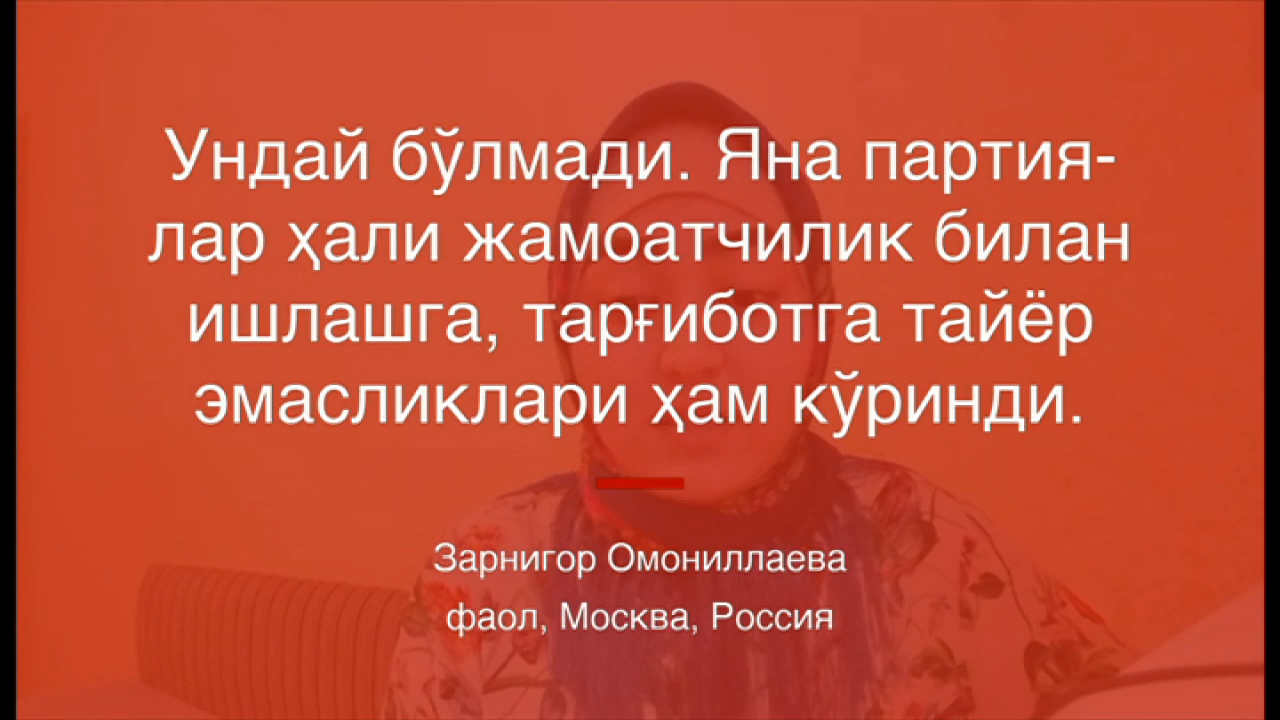 Ундай бўлмади. Яна партия-
лар ҳали жамоатчилик билан
ишлашга, тарғиботга тайёр
эмасликлари ҳам кўринди.
Зарнигор Омониллаева
фаол, Москва, Россия